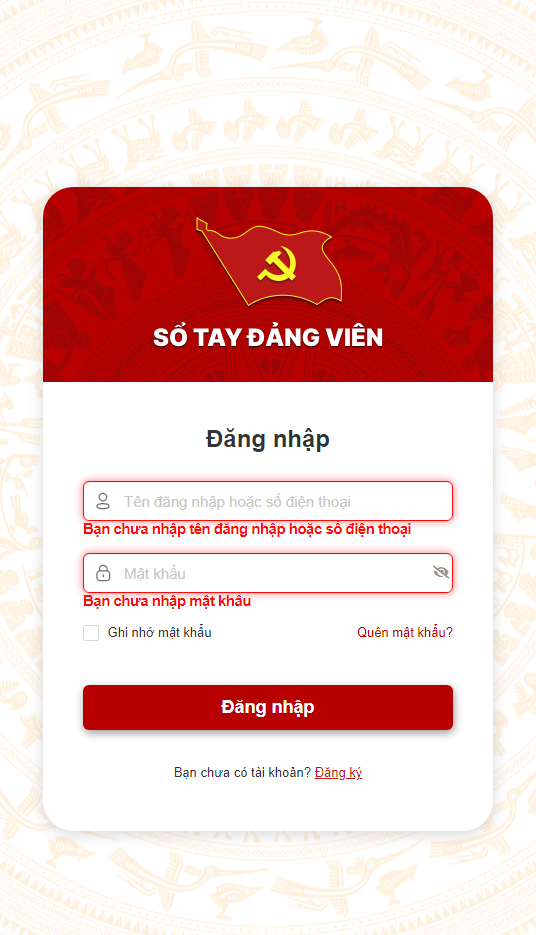 SỔ TAY ĐẢNG VIÊN
Đăng nhập
Tên đăng nhập hoặc số điện thoại
Bạn chưa nhập tên đăng nhập hoặc số điện thoại
Mật khẩu
Bạn chưa nhập mật khẩu
Ghi nhớ mật khẩu
Quên mật khẩu?
Đăng nhập
Bạn chưa có tài khoản? Đăng ký